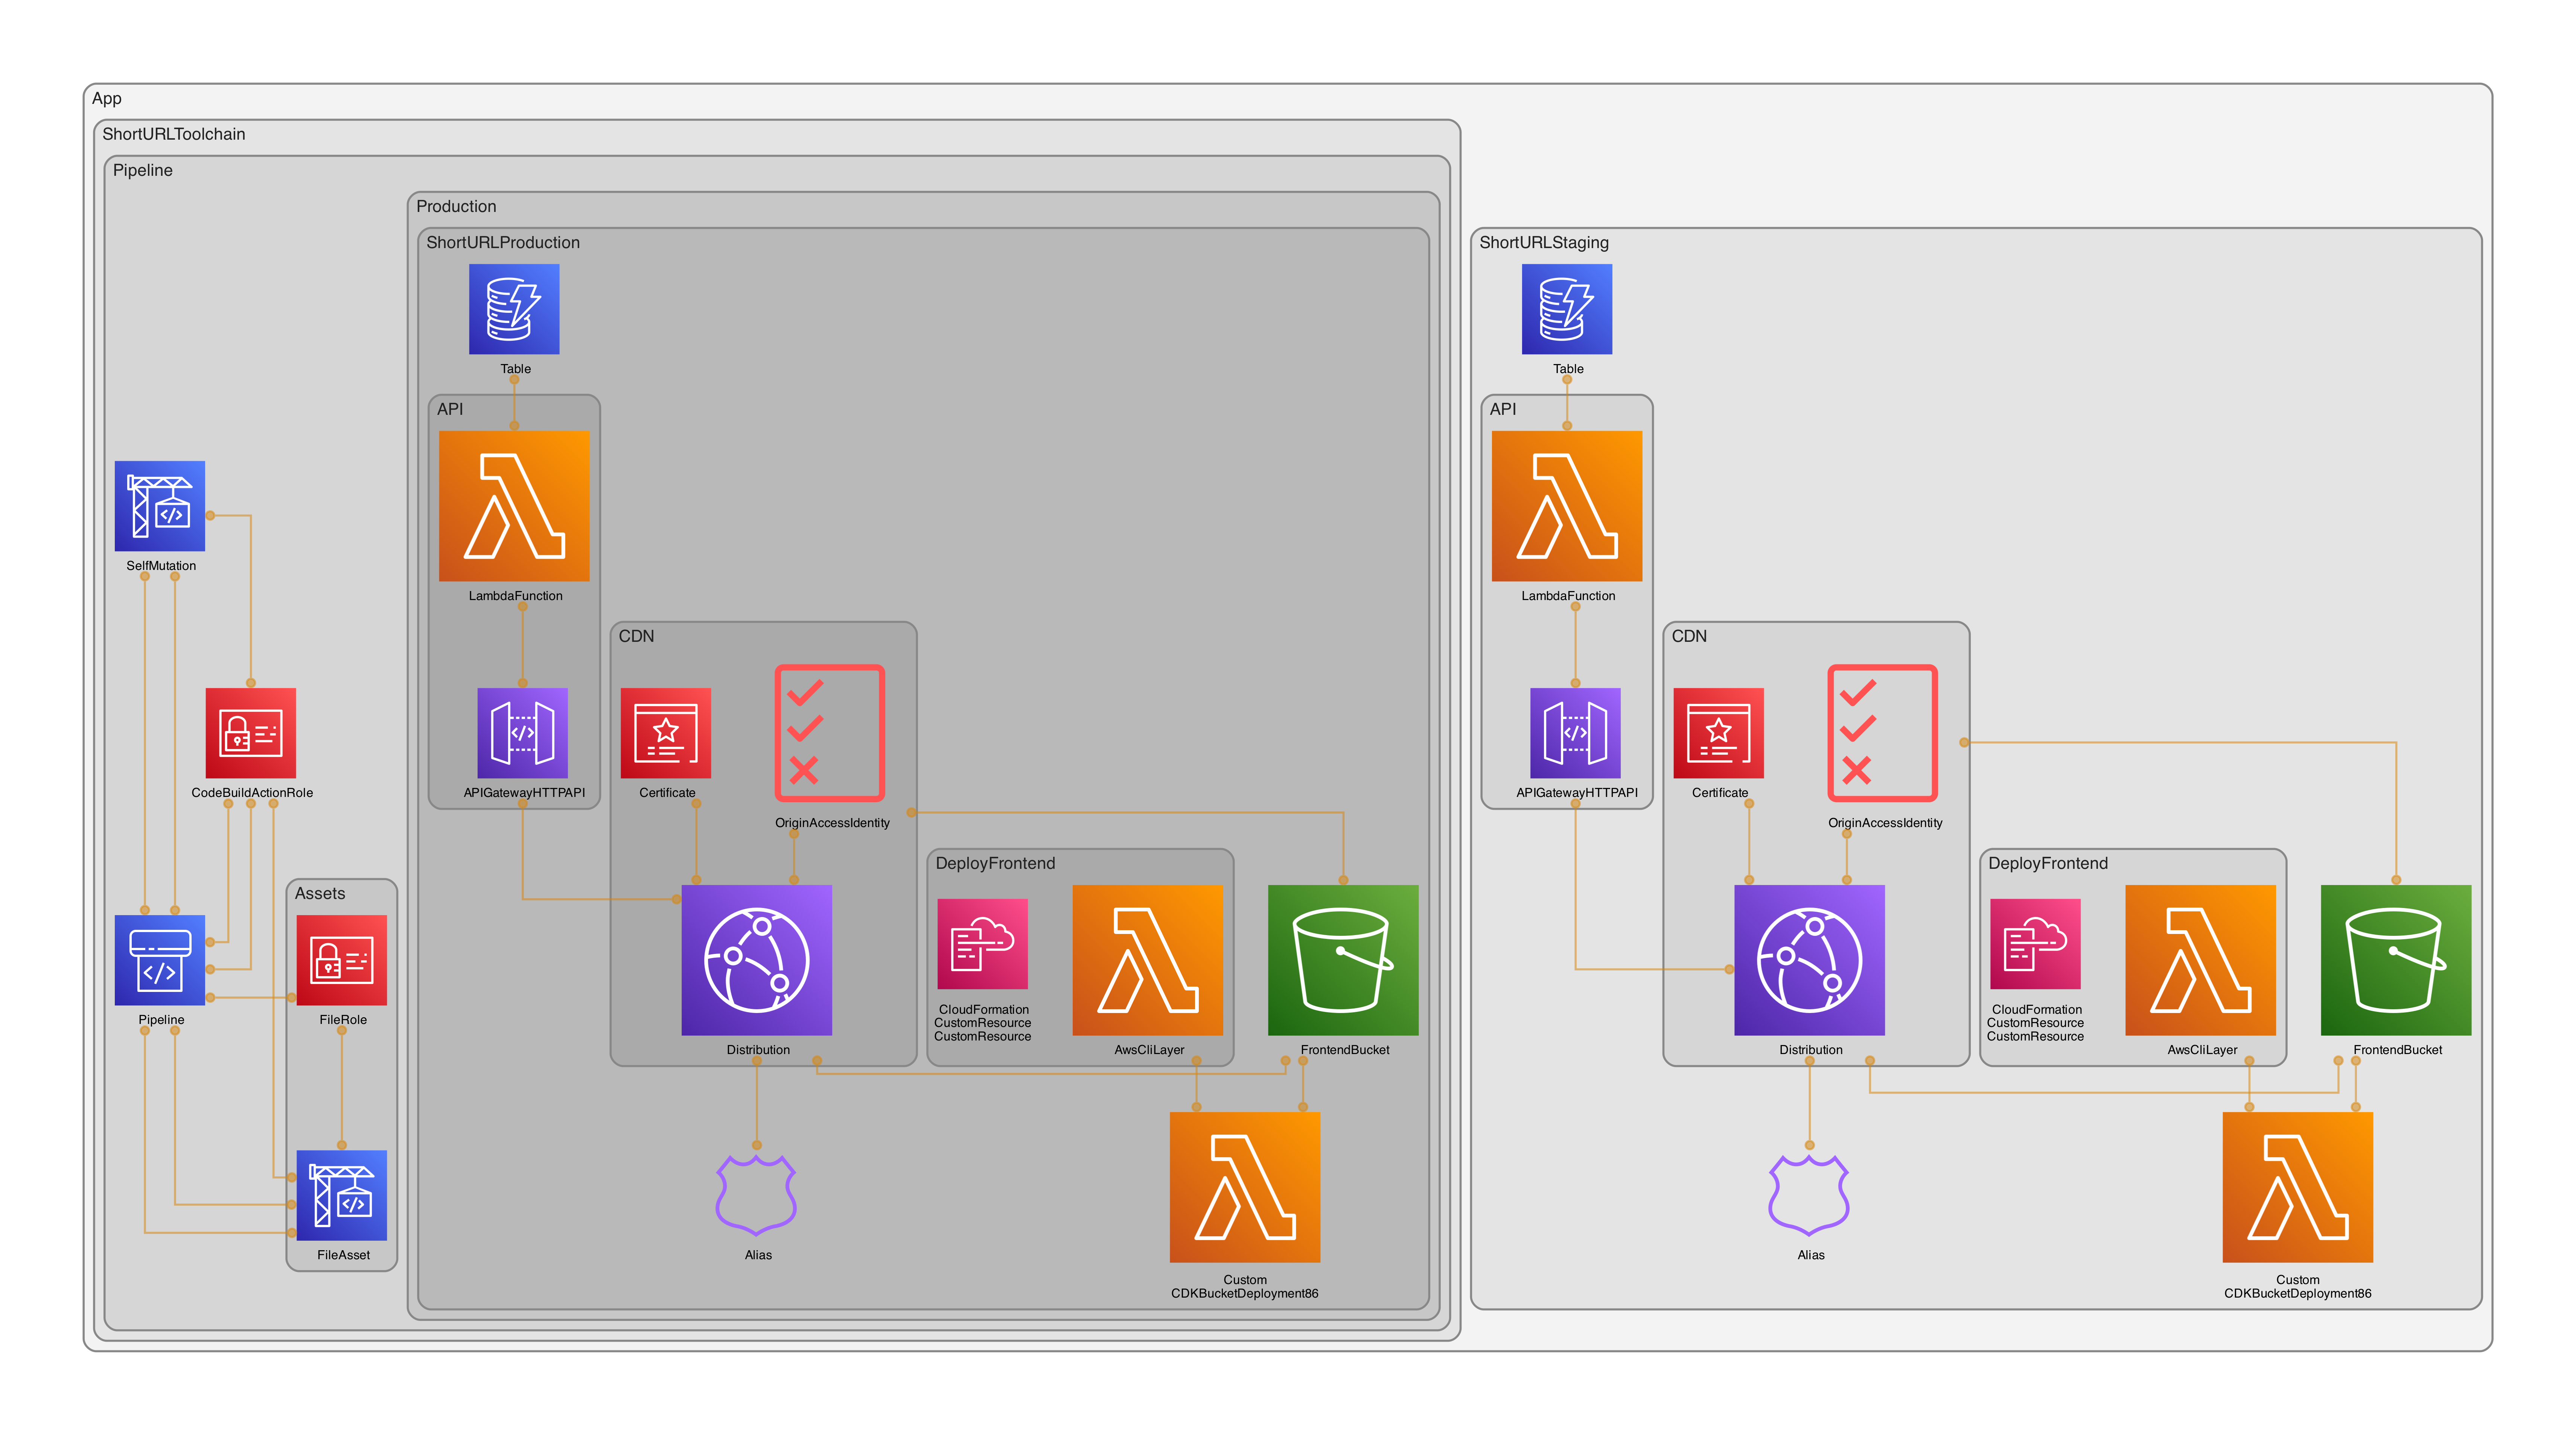 App
ShortURLToolchain
Pipeline
Production
ShortURLProduction
Table
API
LambdaFunction
APIGatewayHTTPAPI
CDN
Certificate
OriginAccessIdentity
Distribution
DeployFrontend
CloudFormation
CustomResource
CustomResource
AwsCliLayer
FrontendBucket
Alias
Custom
CDKBucketDeployment86
SelfMutation
CodeBuildActionRole
Pipeline
Assets
FileRole
FileAsset
ShortURLStaging
Table
API
LambdaFunction
APIGatewayHTTPAPI
CDN
Certificate
OriginAccessIdentity
Distribution
DeployFrontend
CloudFormation
CustomResource
CustomResource
AwsCliLayer
FrontendBucket
Alias
Custom
CDKBucketDeployment86